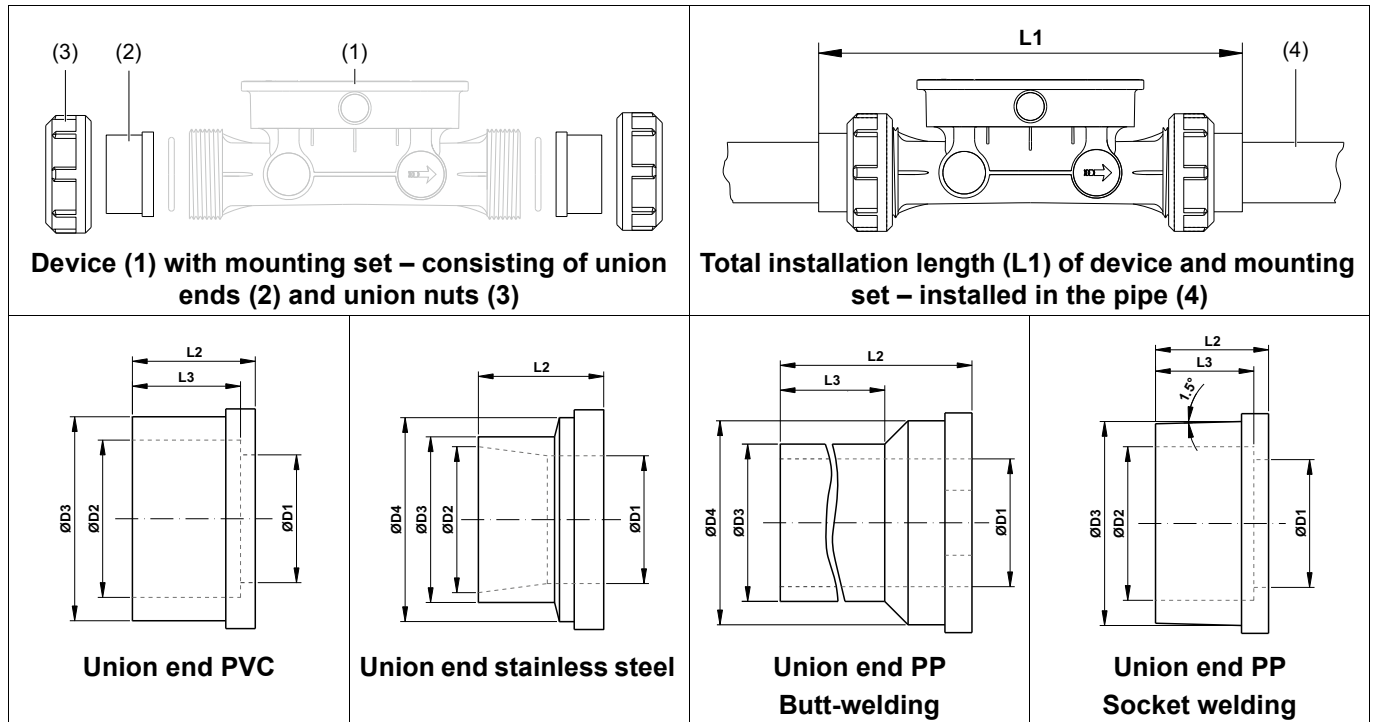 (3)
(2)
(1)
Device (1) with mounting set – consisting of union
ends (2) and union nuts (3)
L1
(4)
Total installation length (L1) of device and mounting
set – installed in the pipe (4)
L2
L3
ØD3
ØD2
ØD1
Union end PVC
L2
ØD4
ØD3
ØD2
ØD1
Union end stainless steel
L2
L3
ØD4
ØD3
ØD1
Union end PP
Butt-welding
L2
L3
1.5°
ØD3
ØD2
ØD1
Union end PP
Socket welding